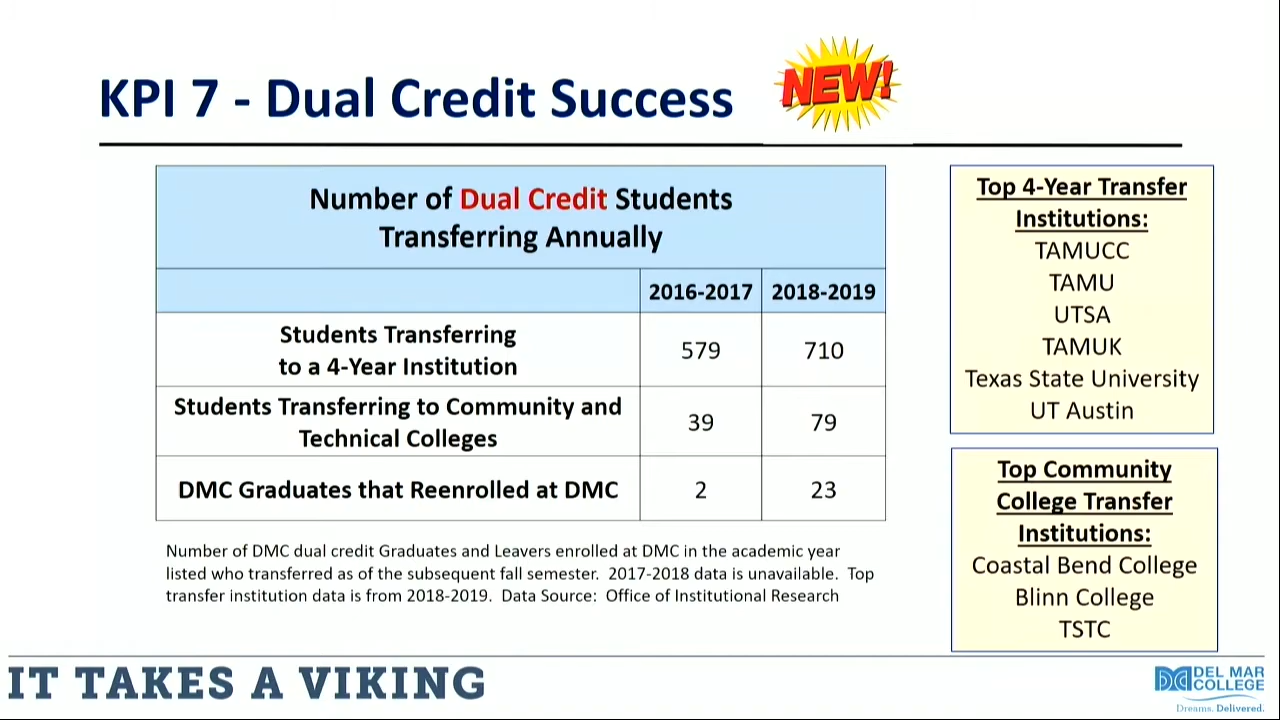 KPI 7 - Dual Credit Success
NEW!
Number of Dual Credit Students
Transferring Annually
2016-2017 2018-2019
Students Transferring
to a 4-Year Institution
579 710
Students Transferring to Community and
Technical Colleges
39 79
DMC Graduates that Reenrolled at DMC 2 23
Number of DMC dual credit Graduates and Leavers enrolled at DMC in the academic year
listed who transferred as of the subsequent fall semester. 2017-2018 data is unavailable. Top
transfer institution data is from 2018-2019. Data Source: Office of Institutional Research
Top 4-Year Transfer
Institutions:
TAMUCC
TAMU
UTSA
TAMUK
Texas State University
UT Austin
Top Community
College Transfer
Institutions:
Coastal Bend College
Blinn College
TSTC
IT TAKES A VIKING
DEL MAR
COLLEGE
Dreams. Delivered.